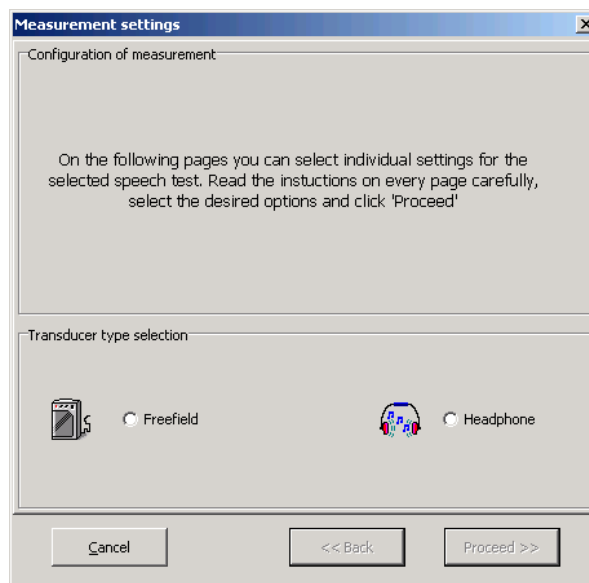 Measurement settings
Configuration of measurement
On the following pages you can select individual settings for the
selected speech test. Read the instuctions on every page carefully,
select the desired options and click 'Proceed'
Transducer type selection
Freefield
Headphone
Cancel
<< Back
Proceed >>